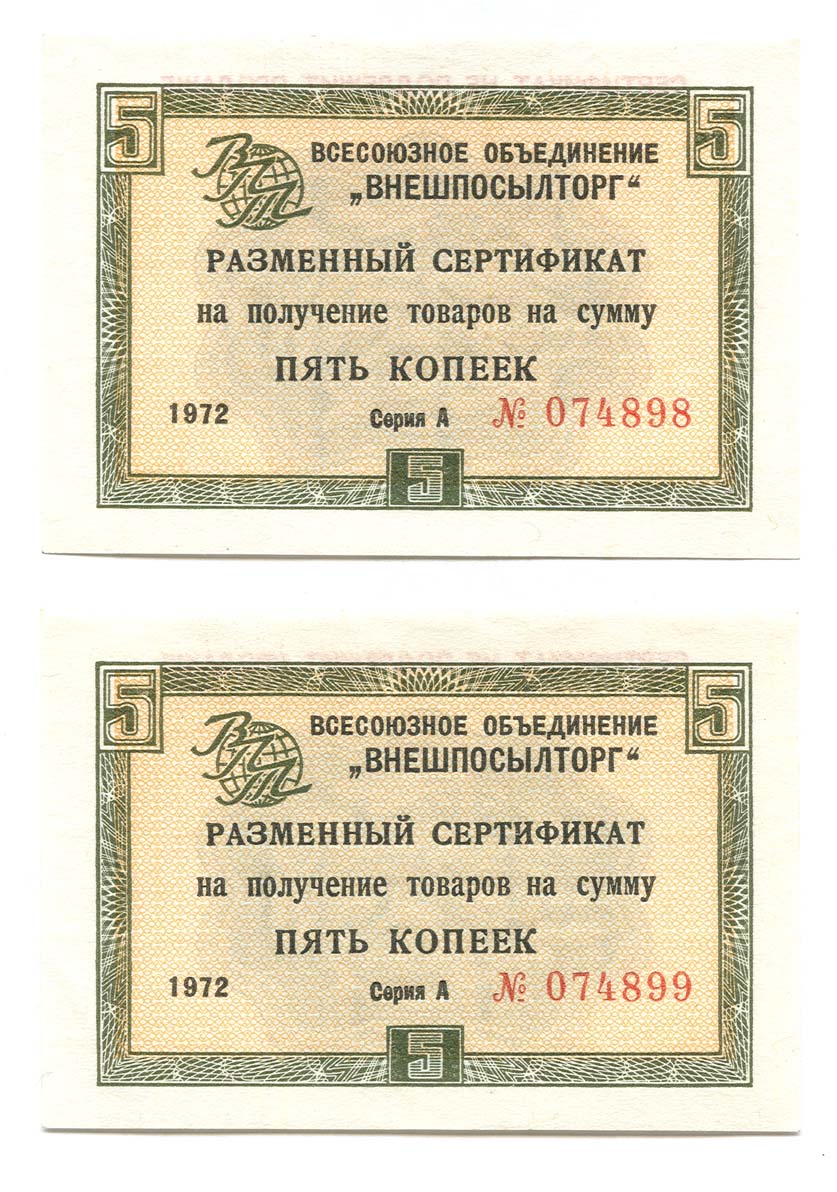 5 5
ВПТ
ВСЕСОЮЗНОЕ ОБЪЕДИНЕНИЕ
„ВНЕШПОСЫЛТОРГ“
РАЗМЕННЫЙ СЕРТИФИКАТ
на получение товаров на сумму
ПЯТЬ КОПЕЕК
1972 Серия А № 074898
5
5 5
ВПТ
ВСЕСОЮЗНОЕ ОБЪЕДИНЕНИЕ
„ВНЕШПОСЫЛТОРГ“
РАЗМЕННЫЙ СЕРТИФИКАТ
на получение товаров на сумму
ПЯТЬ КОПЕЕК
1972 Серия А № 074899
5